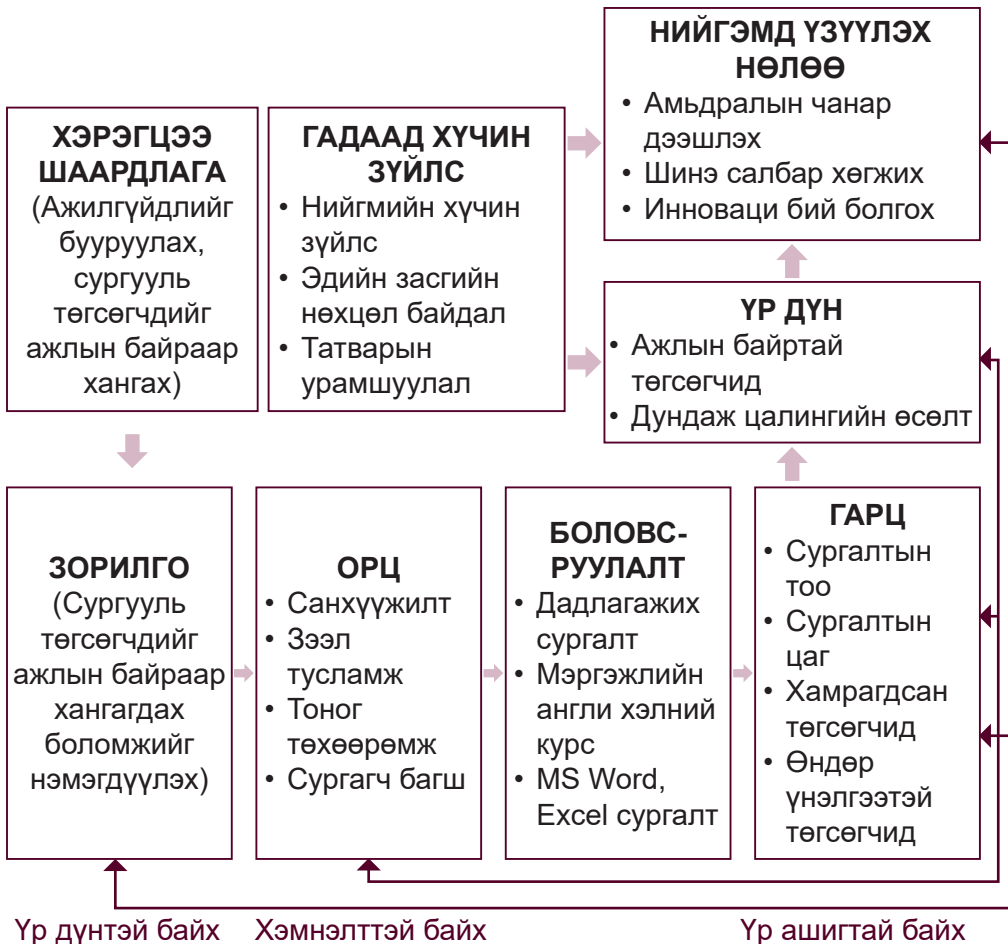 ХЭРЭГЦЭЭ
ШААРДЛАГА
(Ажилгүйдлийг
бууруулах,
сургууль
төгсөгчдийг
ажлын байраар
хангах)
ГАДААД ХҮЧИН
ЗҮЙЛС
• Нийгмийн хүчин
зүйлс
• Эдийн засгийн
нөхцөл байдал
• Татварын
урамшуулал
НИЙГЭМД ҮЗҮҮЛЭХ
НӨЛӨӨ
• Амьдралын чанар
дээшлэх
• Шинэ салбар хөгжих
• Инноваци бий болгох
ҮР ДҮН
• Ажлын байртай
төгсөгчид
• Дундаж цалингийн өсөлт
ЗОРИЛГО
(Сургууль
төгсөгчдийг
ажлын байраар
хангагдах
боломжийг
нэмэгдүүлэх)
ОРЦ
• Санхүүжилт
• Зээл
тусламж
• Тоног
төхөөрөмж
• Сургагч багш
БОЛОВС-
РУУЛАЛТ
• Дадлагажих
сургалт
• Мэргэжлийн
англи хэлний
курс
• MS Word,
Excel сургалт
ГАРЦ
• Сургалтын
тоо
• Сургалтын
цаг
• Хамрагдсан
төгсөгчид
• Өндөр
үнэлгээтэй
төгсөгчид
Үр дүнтэй байх
Хэмнэлттэй байх
Үр ашигтай байх